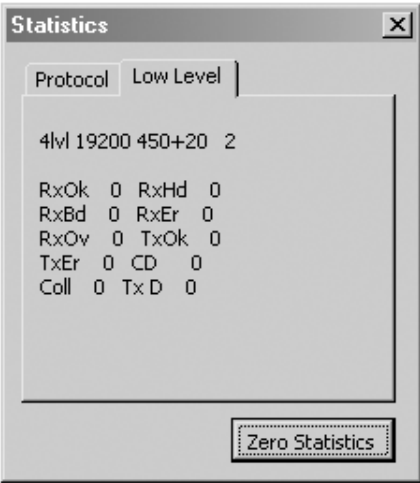 Statistics
Protocol Low Level
4lvl 19200 450+20 2
RxOk 0 RxHd 0
RxBd 0 RxEr 0
RxOv 0 TxOk 0
TxEr 0 CD 0
Coll 0 Tx D 0
Zero Statistics